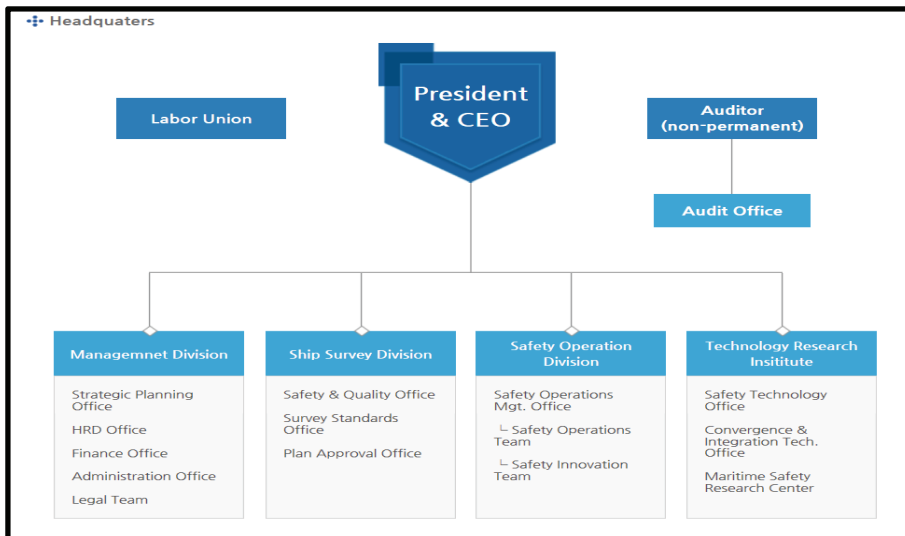 Headquaters
President
& CEO
Labor Union
Auditor
(non-permanent)
Audit Office
Managemnet Division
Strategic Planning
Office
HRD Office
Finance Office
Administration Office
Legal Team
Ship Survey Division
Safety & Quality Office
Survey Standards
Office
Plan Approval Office
Safety Operation
Division
Safety Operations
Mgt. Office
└ Safety Operations
Team
└ Safety Innovation
Team
Technology Research
Insititute
Safety Technology
Office
Convergence &
Integration Tech.
Office
Maritime Safety
Research Center